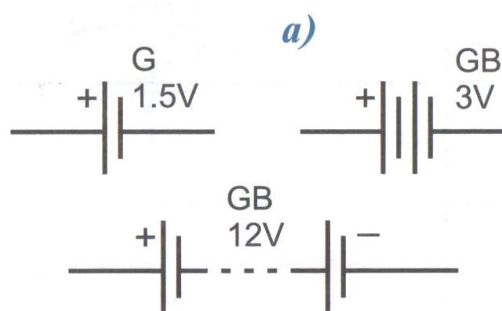 a)
G
+ 1.5V
GB
+ 3V
GB
+ 12V –